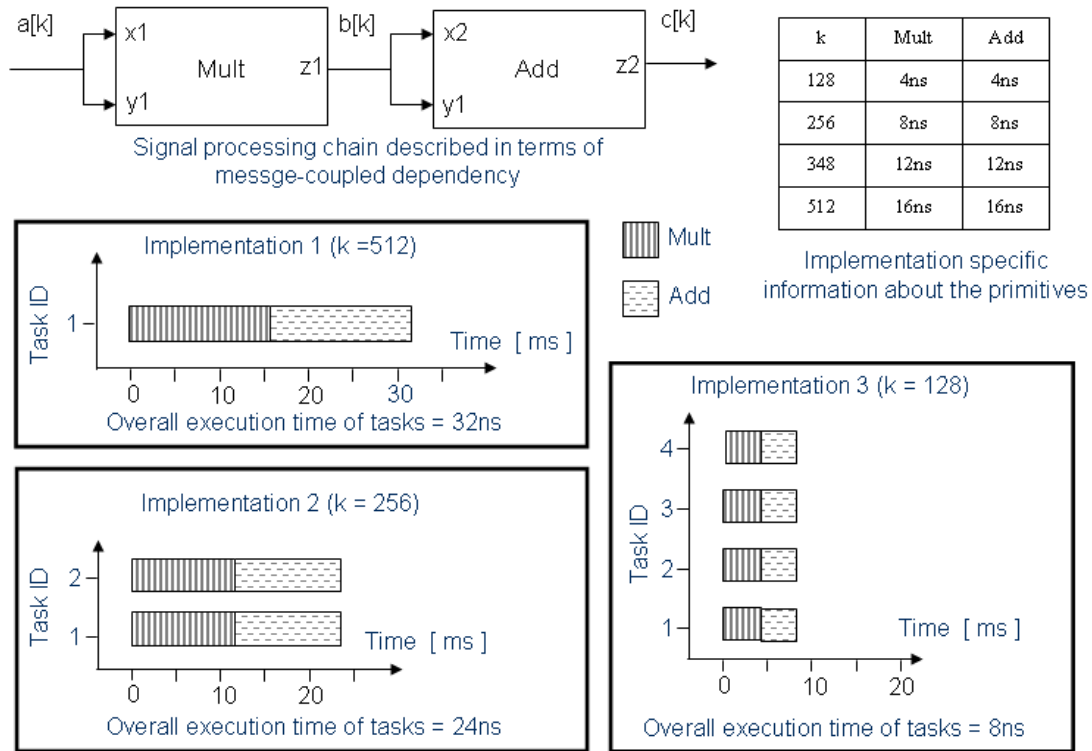 a[k]
x1
y1
Mult
z1
b[k]
x2
y1
Add
z2
c[k]
Signal processing chain described in terms of
messge-coupled dependency
k Mult Add
128 4ns 4ns
256 8ns 8ns
348 12ns 12ns
512 16ns 16ns
Implementation specific
information about the primitives
Mult
Add
Implementation 1 (k =512)
Task ID
1
Time [ ms ]
0 10 20 30
Overall execution time of tasks = 32ns
Implementation 2 (k = 256)
Task ID
2
1
Time [ ms ]
0 10 20
Overall execution time of tasks = 24ns
Implementation 3 (k = 128)
Task ID
4
3
2
1
Time [ ms ]
0 10 20
Overall execution time of tasks = 8ns